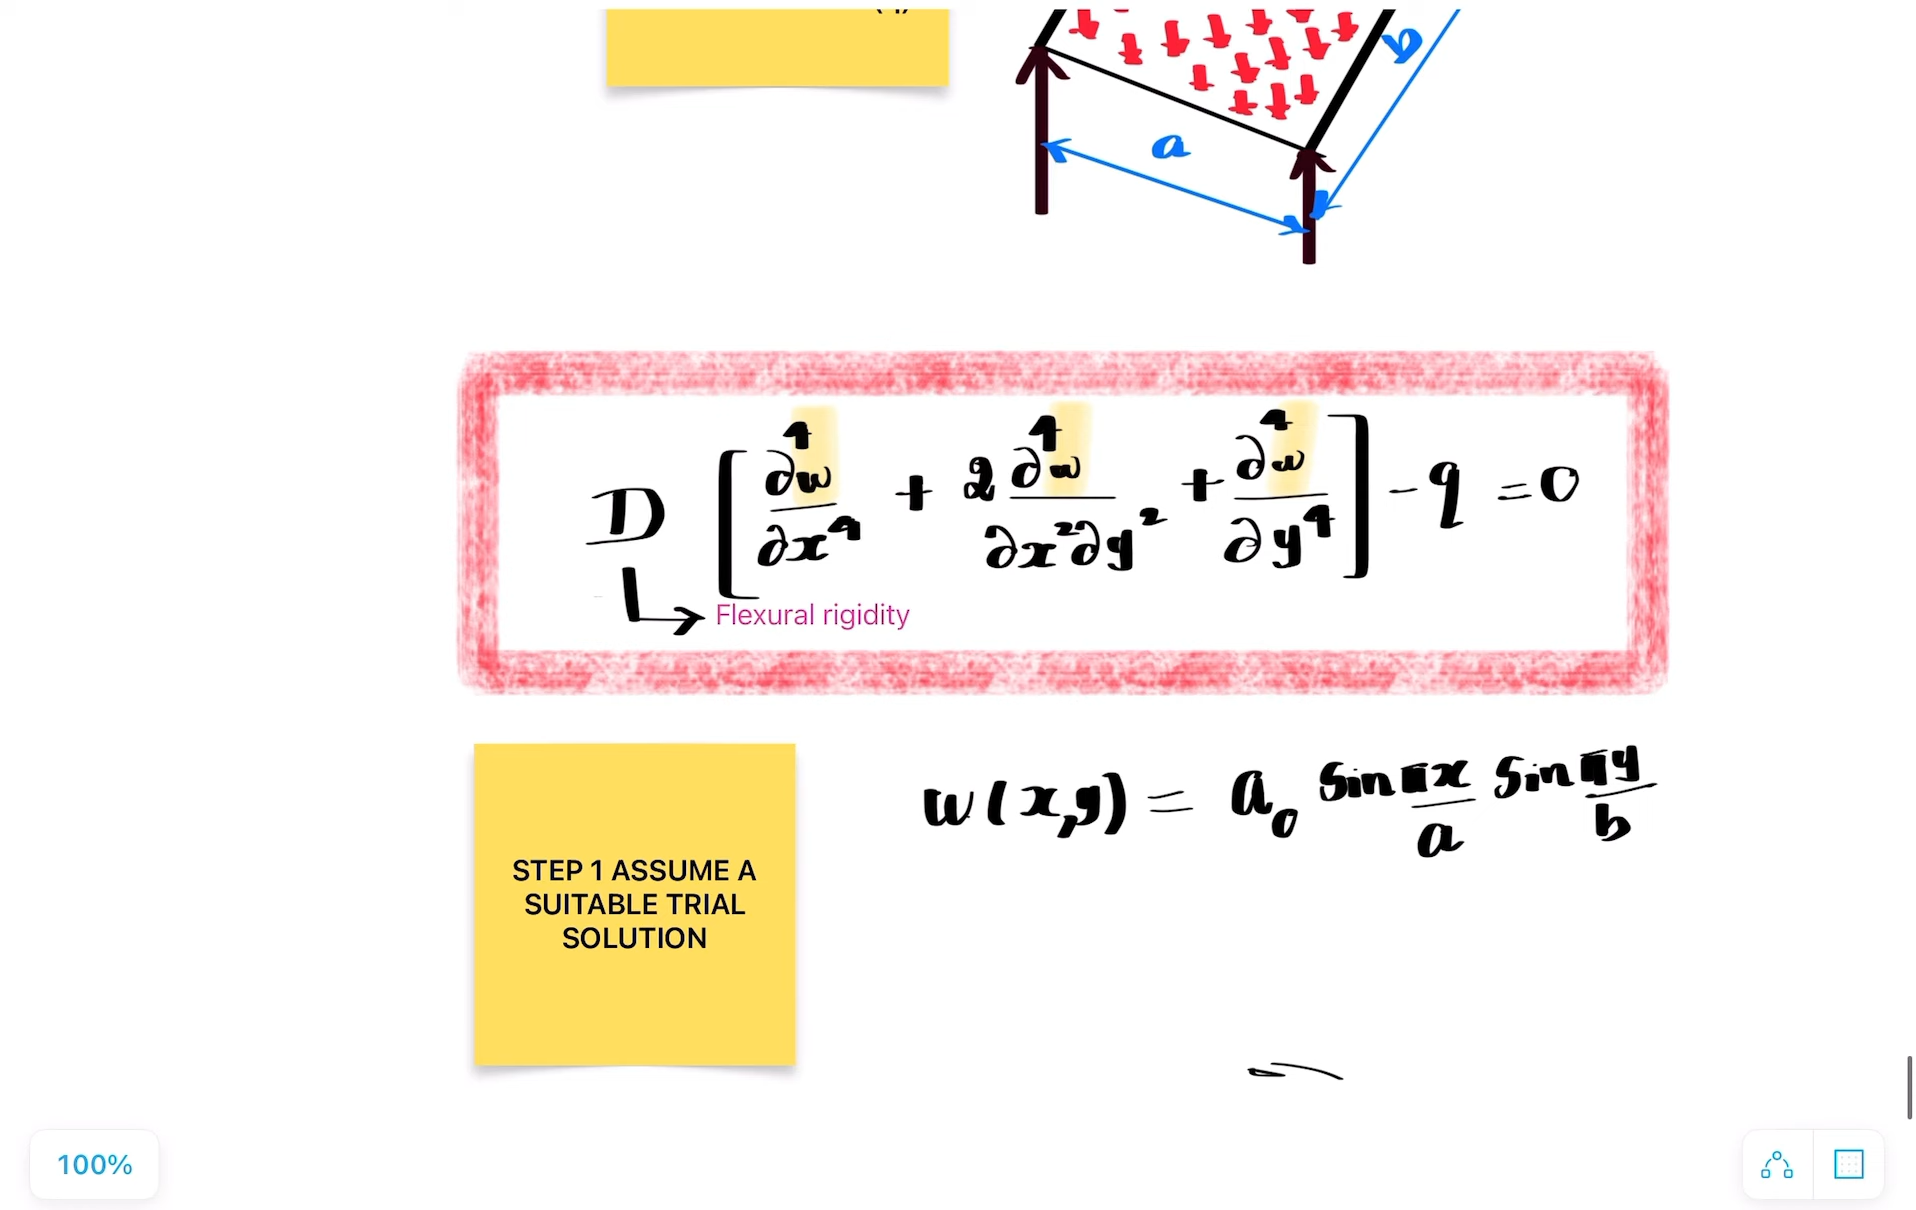 b
a
D [∂⁴w/∂x⁴ + 2 ∂⁴w/∂x²∂y² + ∂⁴w/∂y⁴] - q = 0
Flexural rigidity
w(x,y) = a₀ sin πx/a sin πy/b
STEP 1 ASSUME A
SUITABLE TRIAL
SOLUTION
100%